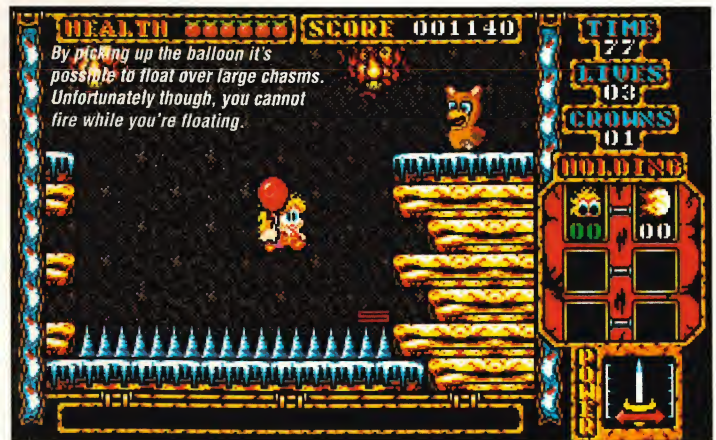 HEALTH
SCORE 001140
By picking up the balloon it's
possible to float over large chasms.
Unfortunately though, you cannot
fire while you're floating.
TIME
77
LIVES
03
CROWNS
01
HOLDING
00 00
POWER